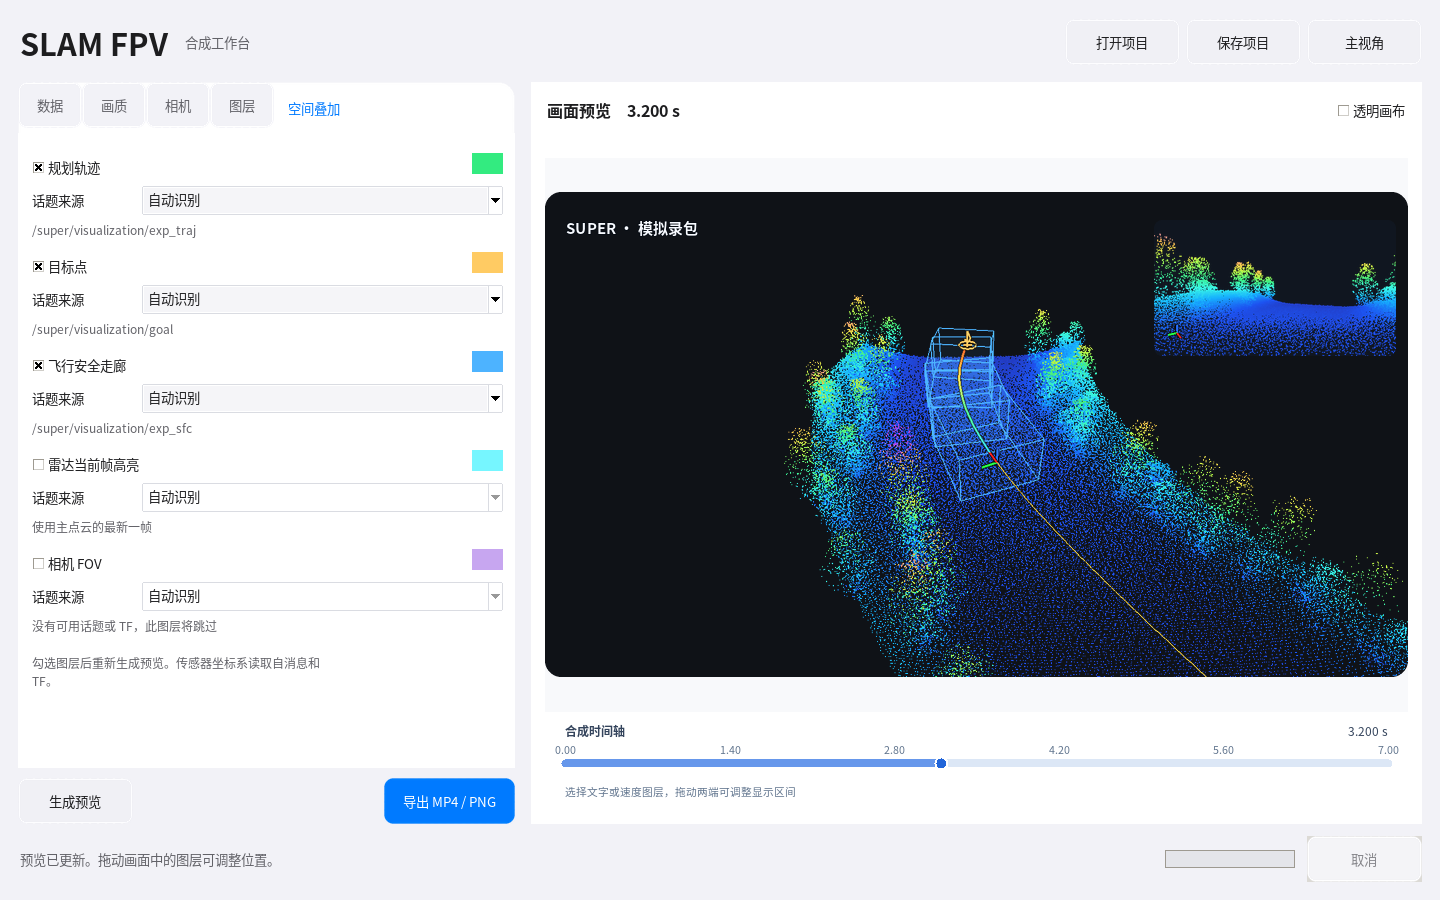 SLAM FPV 合成工作台 打开项目 保存项目 主视角
数据 画质 相机 图层 空间叠加
规划轨迹
话题来源 自动识别
/super/visualization/exp_traj
目标点
话题来源 自动识别
/super/visualization/goal
飞行安全走廊
话题来源 自动识别
/super/visualization/exp_sfc
雷达当前帧高亮
话题来源 自动识别
使用主点云的最新一帧
相机 FOV
话题来源 自动识别
没有可用话题或 TF，此图层将跳过
勾选图层后重新生成预览。传感器坐标系读取自消息和
TF。
生成预览 导出 MP4 / PNG
画面预览 3.200 s 透明画布
SUPER · 模拟录包
合成时间轴 3.200 s
0.00 1.40 2.80 4.20 5.60 7.00
选择文字或速度图层，拖动两端可调整显示区间
预览已更新。拖动画面中的图层可调整位置。 取消